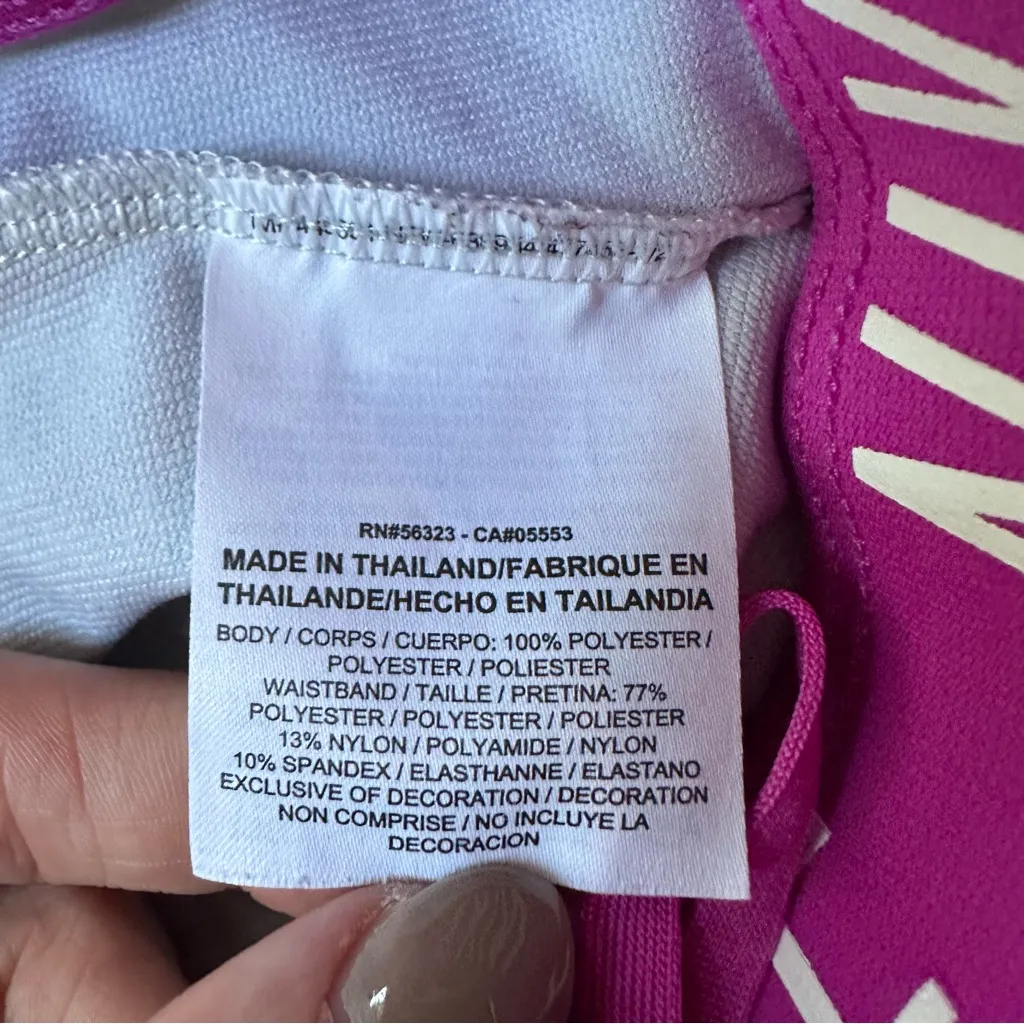 RN#56323 - CA#05553
MADE IN THAILAND/FABRIQUE EN
THAILANDE/HECHO EN TAILANDIA
BODY / CORPS / CUERPO: 100% POLYESTER /
POLYESTER / POLIESTER
WAISTBAND / TAILLE / PRETINA: 77%
POLYESTER / POLYESTER / POLIESTER
13% NYLON / POLYAMIDE / NYLON
10% SPANDEX / ELASTHANNE / ELASTANO
EXCLUSIVE OF DECORATION / DECORATION
NON COMPRISE / NO INCLUYE LA
DECORACION